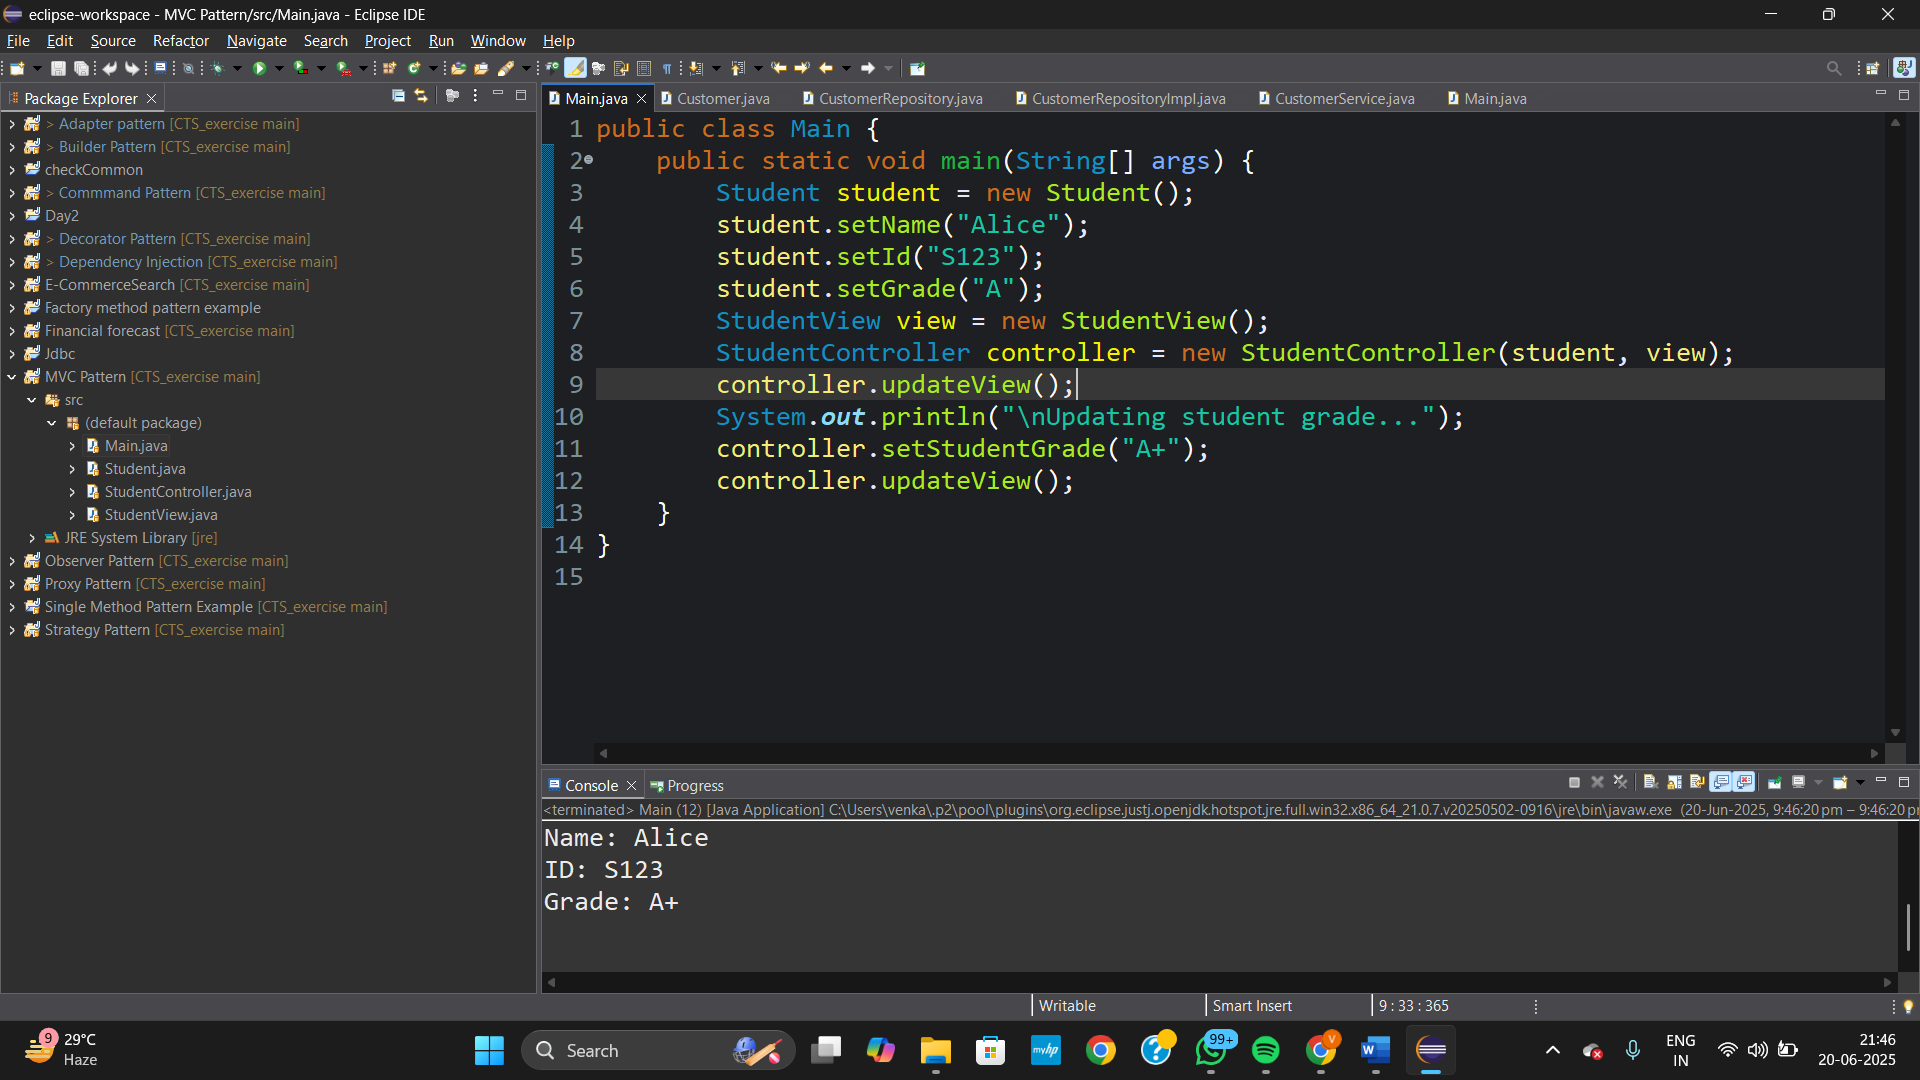 eclipse-workspace - MVC Pattern/src/Main.java - Eclipse IDE
File Edit Source Refactor Navigate Search Project Run Window Help
Package Explorer
> Adapter pattern [CTS_exercise main]
> Builder Pattern [CTS_exercise main]
checkCommon
> Commmand Pattern [CTS_exercise main]
Day2
> Decorator Pattern [CTS_exercise main]
> Dependency Injection [CTS_exercise main]
E-CommerceSearch [CTS_exercise main]
Factory method pattern example
Financial forecast [CTS_exercise main]
Jdbc
MVC Pattern [CTS_exercise main]
src
(default package)
Main.java
Student.java
StudentController.java
StudentView.java
JRE System Library [jre]
Observer Pattern [CTS_exercise main]
Proxy Pattern [CTS_exercise main]
Single Method Pattern Example [CTS_exercise main]
Strategy Pattern [CTS_exercise main]
Main.java Customer.java CustomerRepository.java CustomerRepositoryImpl.java CustomerService.java Main.java
1 public class Main {
2 public static void main(String[] args) {
3 Student student = new Student();
4 student.setName("Alice");
5 student.setId("S123");
6 student.setGrade("A");
7 StudentView view = new StudentView();
8 StudentController controller = new StudentController(student, view);
9 controller.updateView();
10 System.out.println("\nUpdating student grade...");
11 controller.setStudentGrade("A+");
12 controller.updateView();
13 }
14 }
15
Console Progress
<terminated> Main (12) [Java Application] C:\Users\venka\.p2\pool\plugins\org.eclipse.justj.openjdk.hotspot.jre.full.win32.x86_64_21.0.7.v20250502-0916\jre\bin\javaw.exe (20-Jun-2025, 9:46:20 pm – 9:46:20 p
Name: Alice
ID: S123
Grade: A+
Writable Smart Insert 9 : 33 : 365
9 29°C
Haze
Search
myhp
99+
V
W
ENG
IN
21:46
20-06-2025